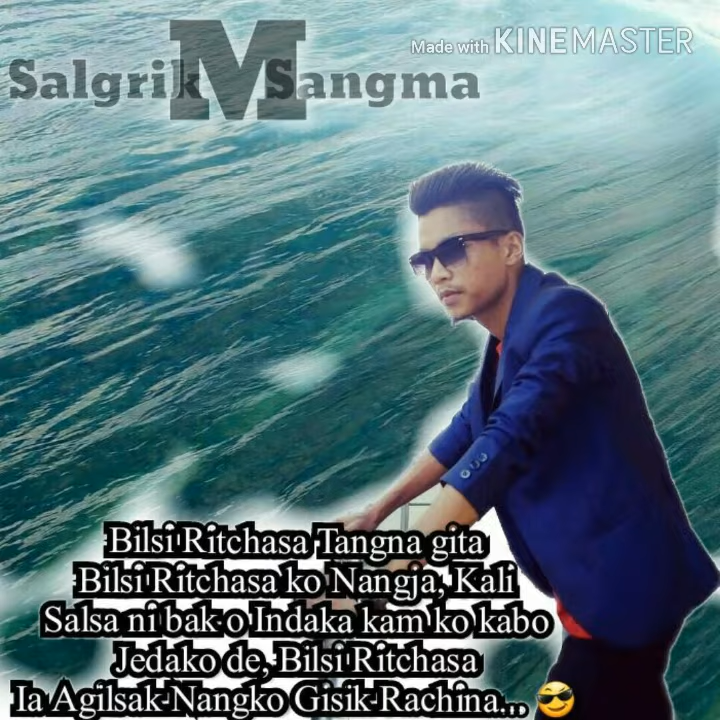 Made with KINEMASTER
Salgrik M Sangma
Bilsi Ritchasa Tangna gita
Bilsi Ritchasa ko Nangja, Kali
Salsa ni bak-o Indaka kam ko kabo
Jedako de, Bilsi Ritchasa
Ia Agilsak Nangko Gisik Rachina... 😎